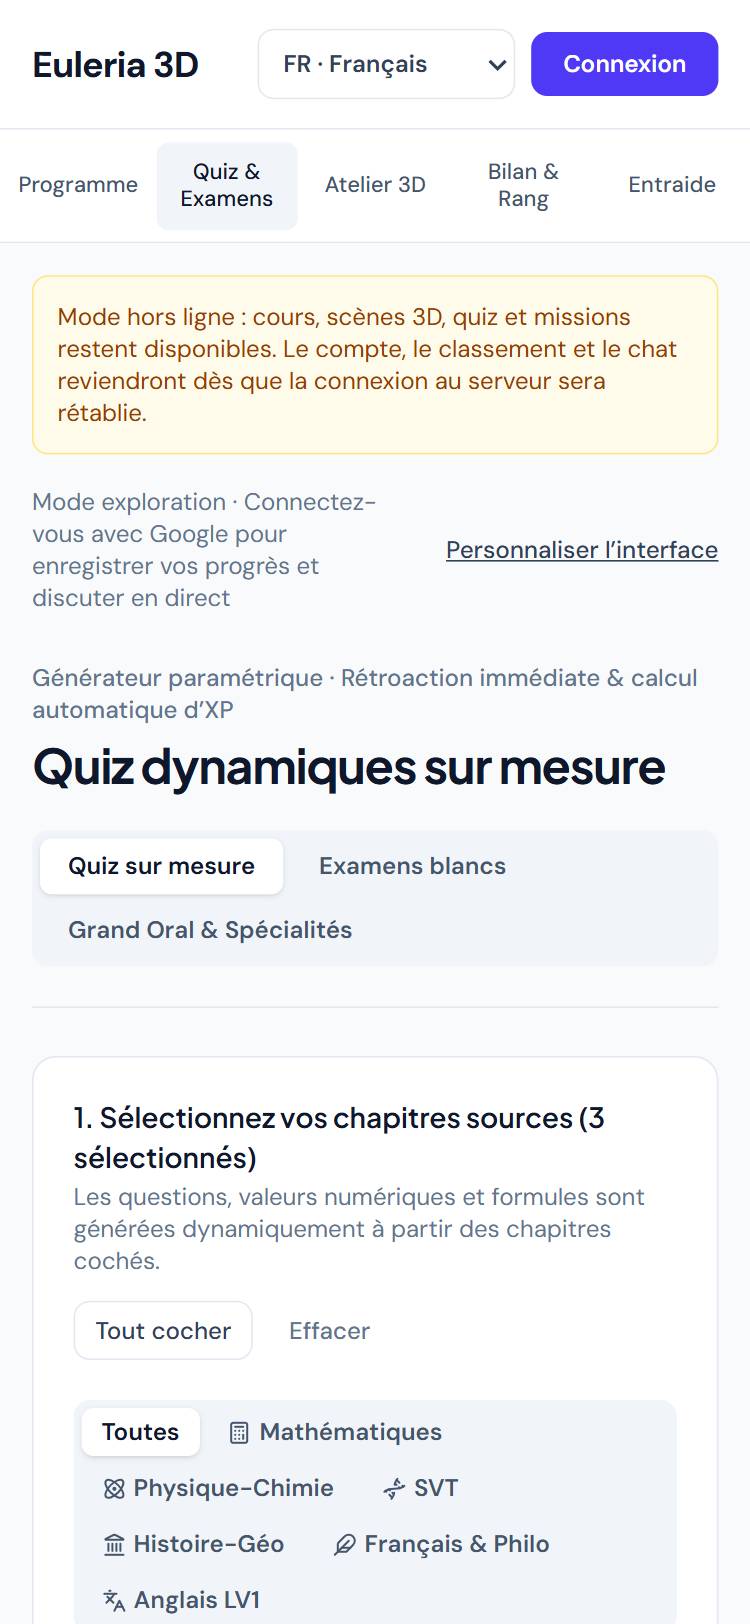 Euleria 3D
FR · Français
Connexion
Programme
Quiz &
Examens
Atelier 3D
Bilan &
Rang
Entraide
Mode hors ligne : cours, scènes 3D, quiz et missions
restent disponibles. Le compte, le classement et le chat
reviendront dès que la connexion au serveur sera
rétablie.
Mode exploration · Connectez-
vous avec Google pour
enregistrer vos progrès et
discuter en direct
Personnaliser l’interface
Générateur paramétrique · Rétroaction immédiate & calcul
automatique d’XP
Quiz dynamiques sur mesure
Quiz sur mesure
Examens blancs
Grand Oral & Spécialités
1. Sélectionnez vos chapitres sources (3
sélectionnés)
Les questions, valeurs numériques et formules sont
générées dynamiquement à partir des chapitres
cochés.
Tout cocher
Effacer
Toutes
Mathématiques
Physique-Chimie
SVT
Histoire-Géo
Français & Philo
Anglais LV1